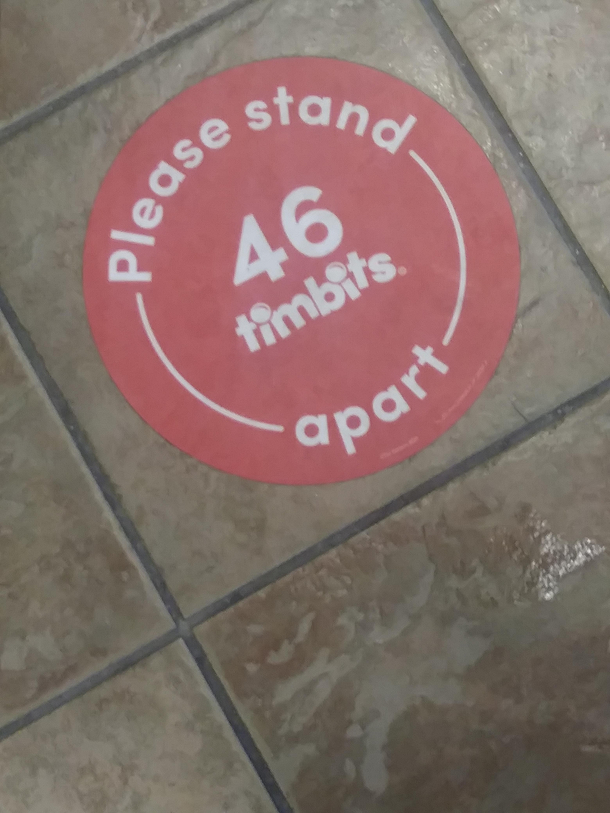 Please stand
46
timbits
apart